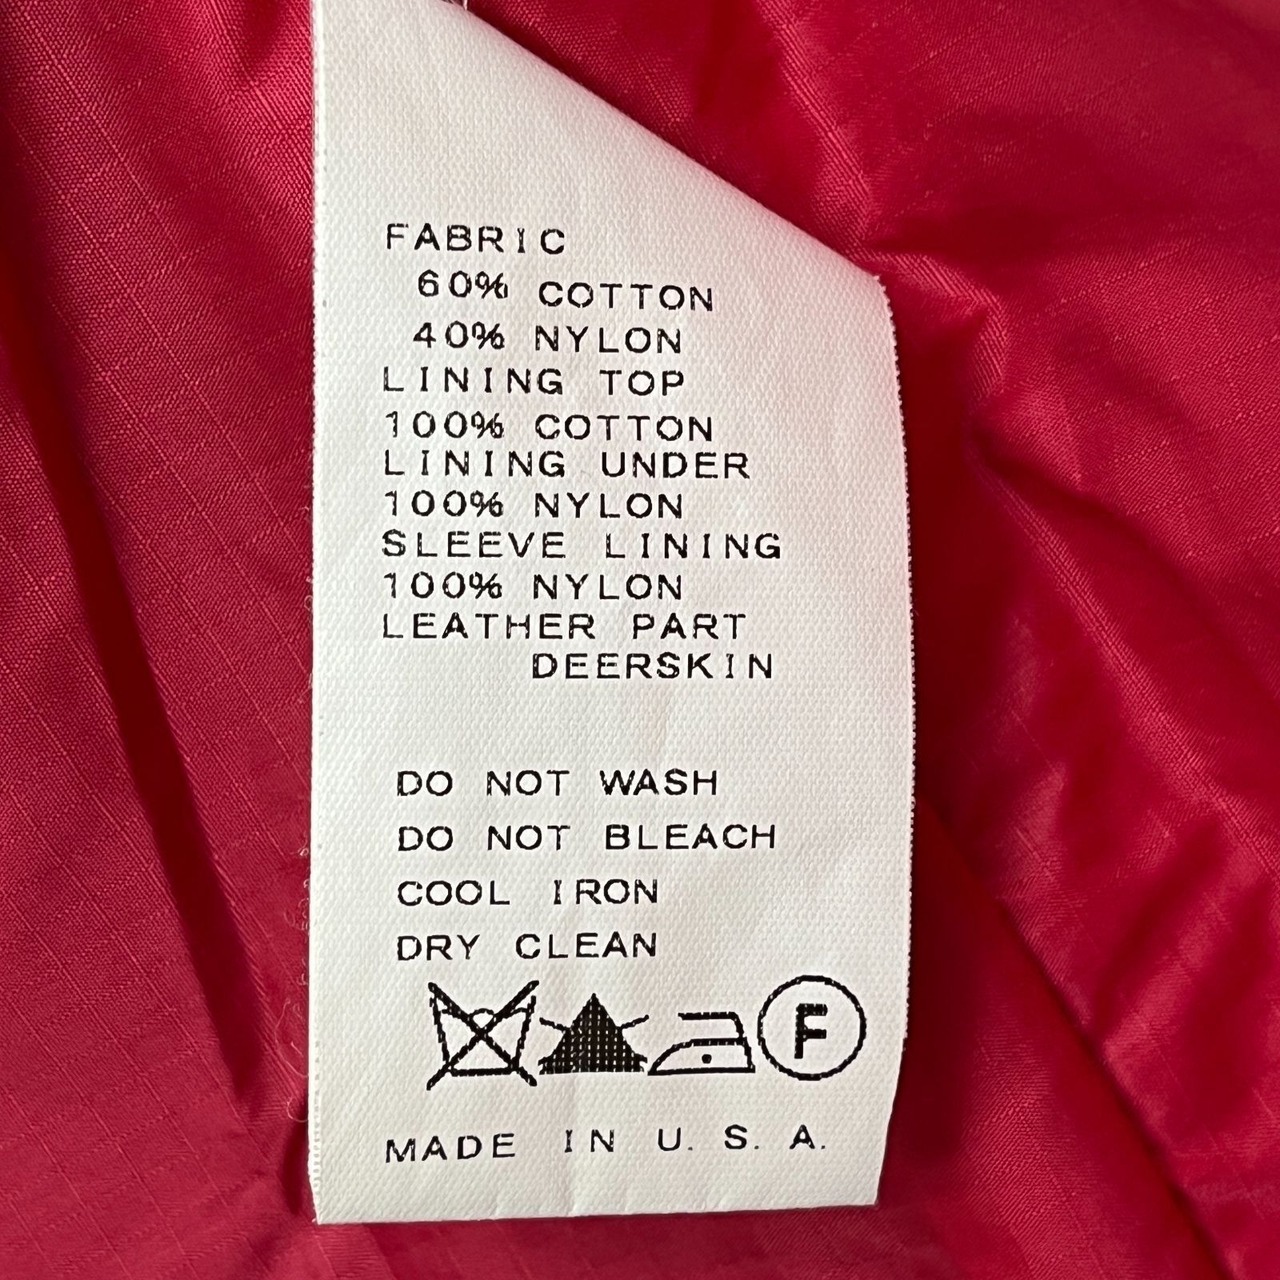 FABRIC
60% COTTON
40% NYLON
LINING TOP
100% COTTON
LINING UNDER
100% NYLON
SLEEVE LINING
100% NYLON
LEATHER PART
DEERSKIN
DO NOT WASH
DO NOT BLEACH
COOL IRON
DRY CLEAN
F
MADE IN U. S. A.